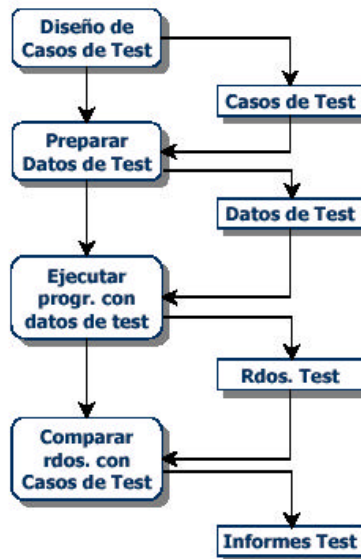 Diseño de
Casos de Test
Casos de Test
Preparar
Datos de Test
Datos de Test
Ejecutar
progr. con
datos de test
Rdos. Test
Comparar
rdos. con
Casos de Test
Informes Test